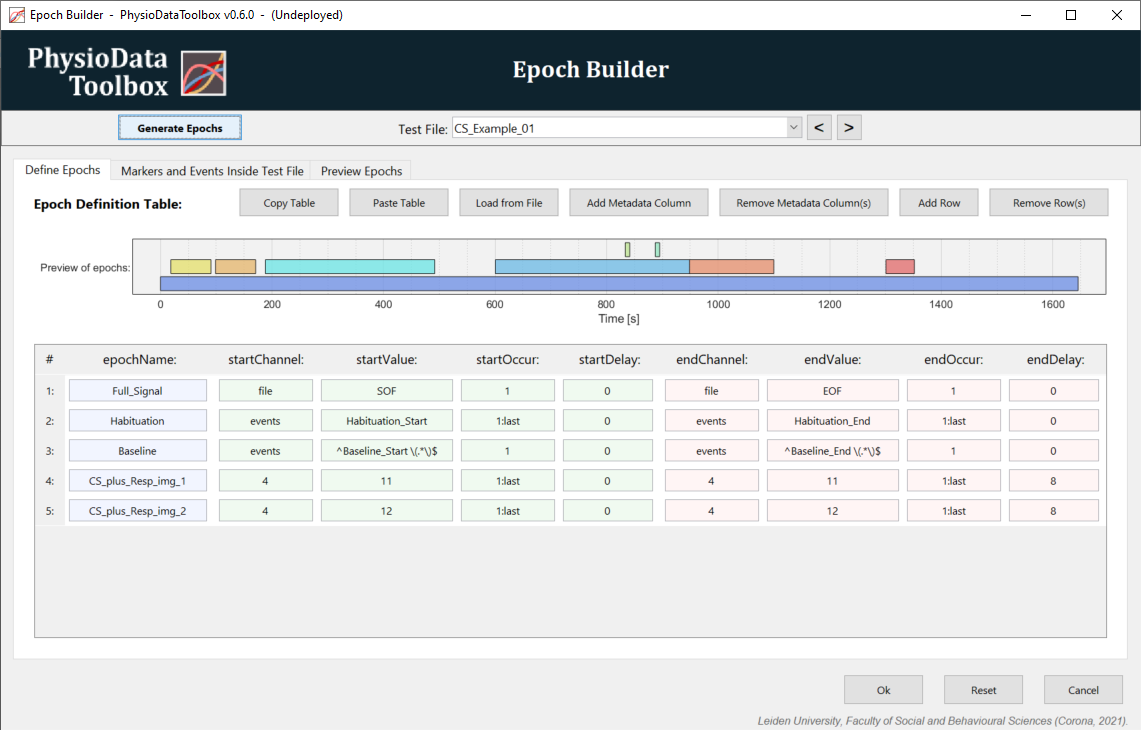 Epoch Builder - PhysioDataToolbox v0.6.0 - (Undeployed)
PhysioData
Toolbox
Epoch Builder
Generate Epochs
Test File: CS_Example_01 < >
Define Epochs Markers and Events Inside Test File Preview Epochs
Epoch Definition Table: Copy Table Paste Table Load from File Add Metadata Column Remove Metadata Column(s) Add Row Remove Row(s)
Preview of epochs:
0 200 400 600 800 1000 1200 1400 1600
Time [s]
# epochName: startChannel: startValue: startOccur: startDelay: endChannel: endValue: endOccur: endDelay:
1: Full_Signal file SOF 1 0 file EOF 1 0
2: Habituation events Habituation_Start 1:last 0 events Habituation_End 1:last 0
3: Baseline events ^Baseline_Start \(.*\)$ 1 0 events ^Baseline_End \(.*\)$ 1 0
4: CS_plus_Resp_img_1 4 11 1:last 0 4 11 1:last 8
5: CS_plus_Resp_img_2 4 12 1:last 0 4 12 1:last 8
Ok Reset Cancel
Leiden University, Faculty of Social and Behavioural Sciences (Corona, 2021).